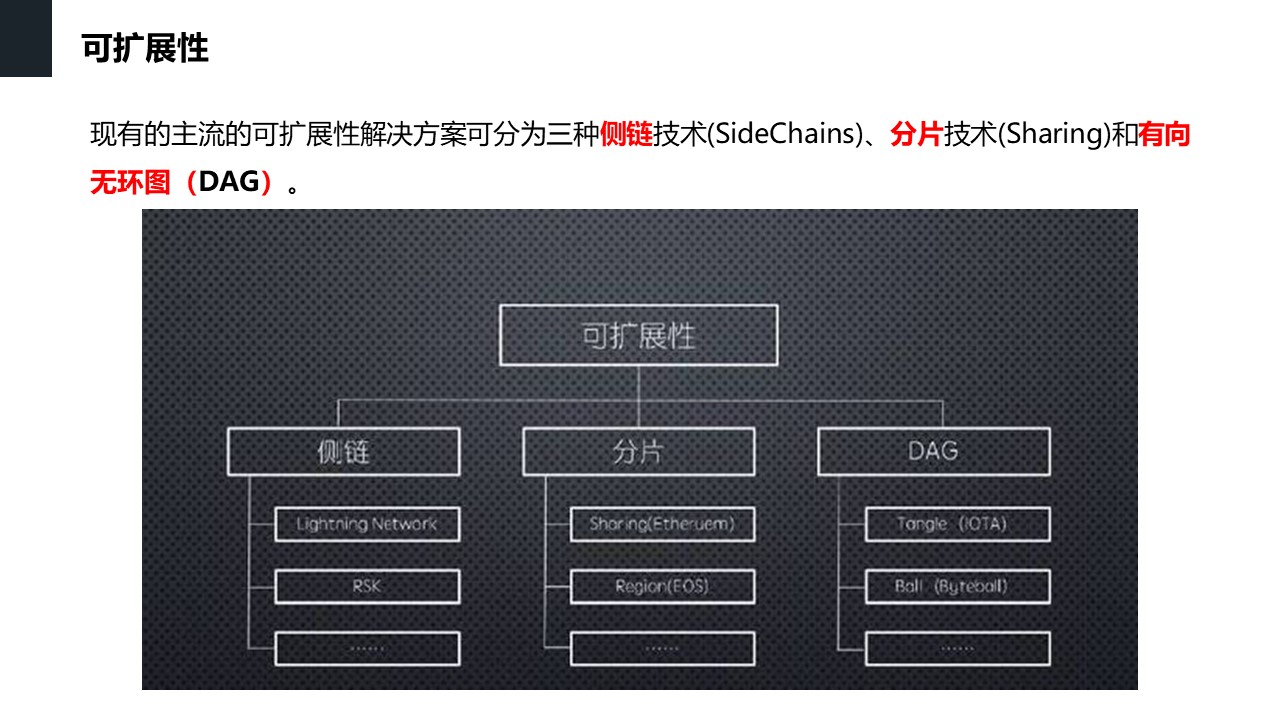 可扩展性
现有的主流的可扩展性解决方案可分为三种侧链技术(SideChains)、分片技术(Sharing)和有向
无环图（DAG）。
可扩展性
侧链
分片
DAG
Lightning Network
Sharing(Etheruem)
Tangle（IOTA)
RSK
Region(EOS)
Ball（Byteball)
……
……
……